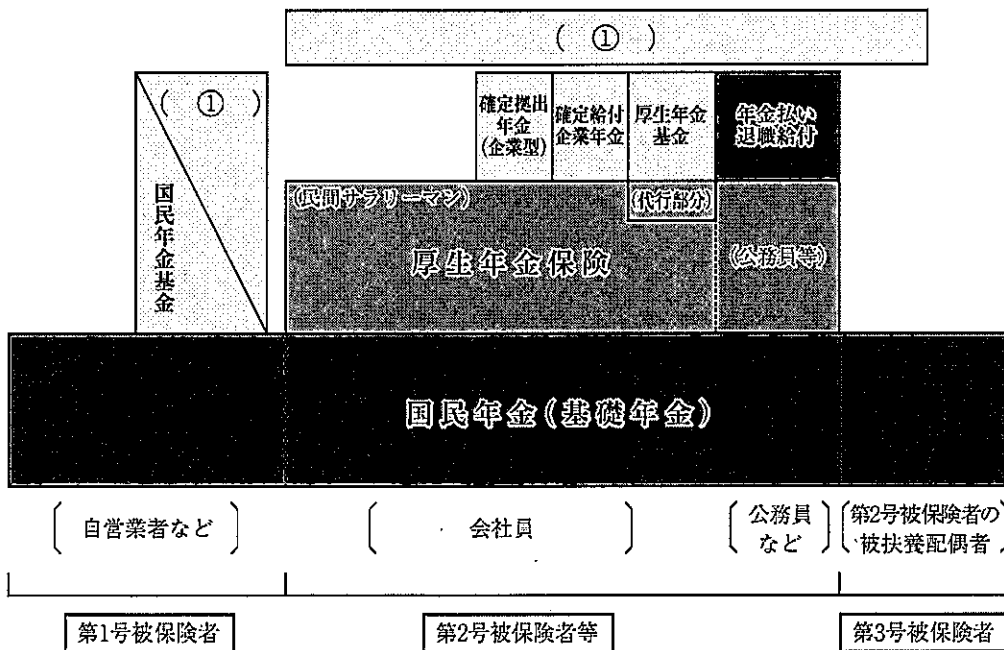 ( ① )
( ① )
国民年金基金
確定拠出
年金
(企業型)
確定給付
企業年金
厚生年金
基金
年金払い
退職給付
(民間サラリーマン)
(代行部分)
厚生年金保険
(公務員等)
国民年金(基礎年金)
自営業者など
会社員
公務員
など
第2号被保険者の
被扶養配偶者
第1号被保険者
第2号被保険者等
第3号被保険者